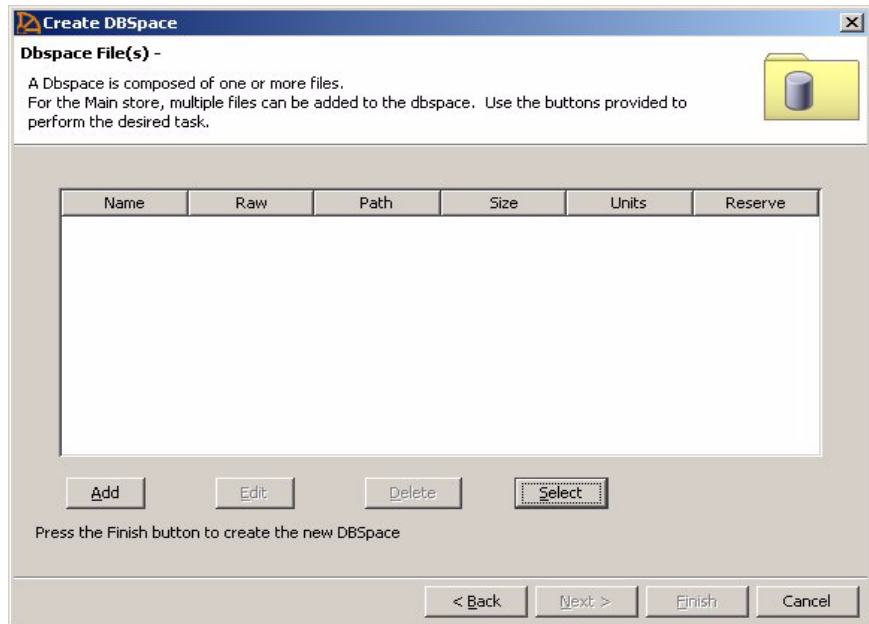 Create DBSpace
Dbspace File(s) -
A Dbspace is composed of one or more files.
For the Main store, multiple files can be added to the dbspace. Use the buttons provided to
perform the desired task.
Name Raw Path Size Units Reserve
Add Edit Delete Select
Press the Finish button to create the new DBSpace
< Back Next > Finish Cancel